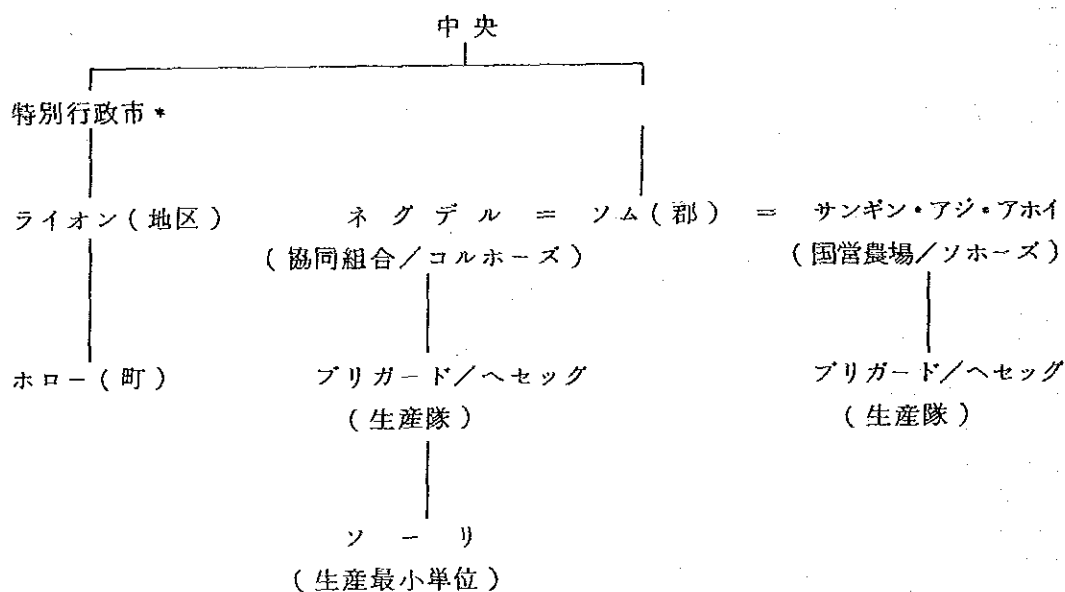 中央
特別行政市*
ライオン(地区) ネグデル = ソム(郡) = サンギン・アジ・アホイ
(協同組合/コルホーズ) (国営農場/ソホーズ)
ホロー(町) ブリガード/ヘセッグ ブリガード/ヘセッグ
(生産隊) (生産隊)
ソーリ
(生産最小単位)